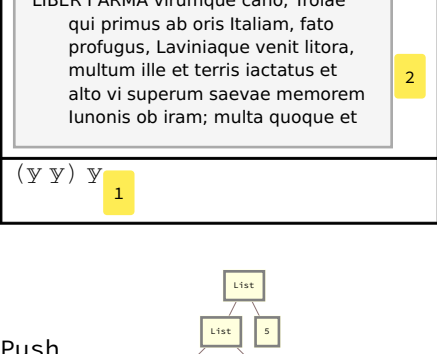 LIBER I ARMA virumque cano, Troiae
qui primus ab oris Italiam, fato
profugus, Laviniaque venit litora,
multum ille et terris iactatus et
alto vi superum saevae memorem
Iunonis ob iram; multa quoque et
2
(𝕪 𝕪) 𝕪
1
List
List
5
Push